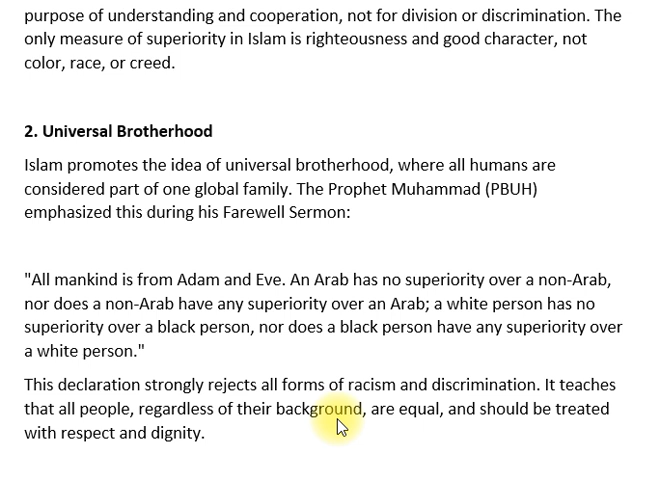 purpose of understanding and cooperation, not for division or discrimination. The
only measure of superiority in Islam is righteousness and good character, not
color, race, or creed.
2. Universal Brotherhood
Islam promotes the idea of universal brotherhood, where all humans are
considered part of one global family. The Prophet Muhammad (PBUH)
emphasized this during his Farewell Sermon:
"All mankind is from Adam and Eve. An Arab has no superiority over a non-Arab,
nor does a non-Arab have any superiority over an Arab; a white person has no
superiority over a black person, nor does a black person have any superiority over
a white person."
This declaration strongly rejects all forms of racism and discrimination. It teaches
that all people, regardless of their background, are equal, and should be treated
with respect and dignity.